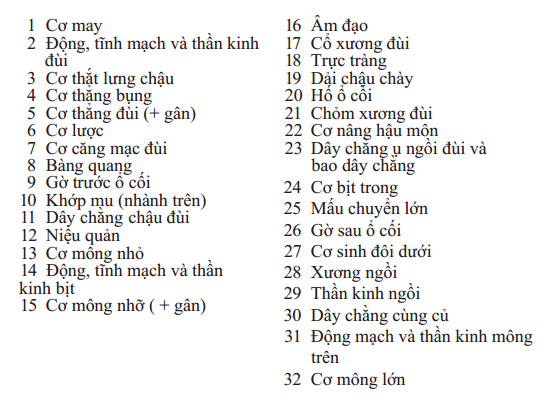 1 Cơ may
2 Động, tĩnh mạch và thần kinh
đùi
3 Cơ thắt lưng chậu
4 Cơ thẳng bụng
5 Cơ thẳng đùi (+ gân)
6 Cơ lược
7 Cơ căng mạc đùi
8 Bàng quang
9 Gờ trước ổ cối
10 Khớp mu (nhành trên)
11 Dây chằng chậu đùi
12 Niệu quản
13 Cơ mông nhỏ
14 Động, tĩnh mạch và thần
kinh bịt
15 Cơ mông nhỡ ( + gân)
16 Âm đạo
17 Cổ xương đùi
18 Trực tràng
19 Dải chậu chày
20 Hố ổ cối
21 Chỏm xương đùi
22 Cơ nâng hậu môn
23 Dây chằng ụ ngồi đùi và
bao dây chằng
24 Cơ bịt trong
25 Mấu chuyển lớn
26 Gờ sau ổ cối
27 Cơ sinh đôi dưới
28 Xương ngồi
29 Thần kinh ngồi
30 Dây chằng cùng củ
31 Động mạch và thần kinh mông
trên
32 Cơ mông lớn